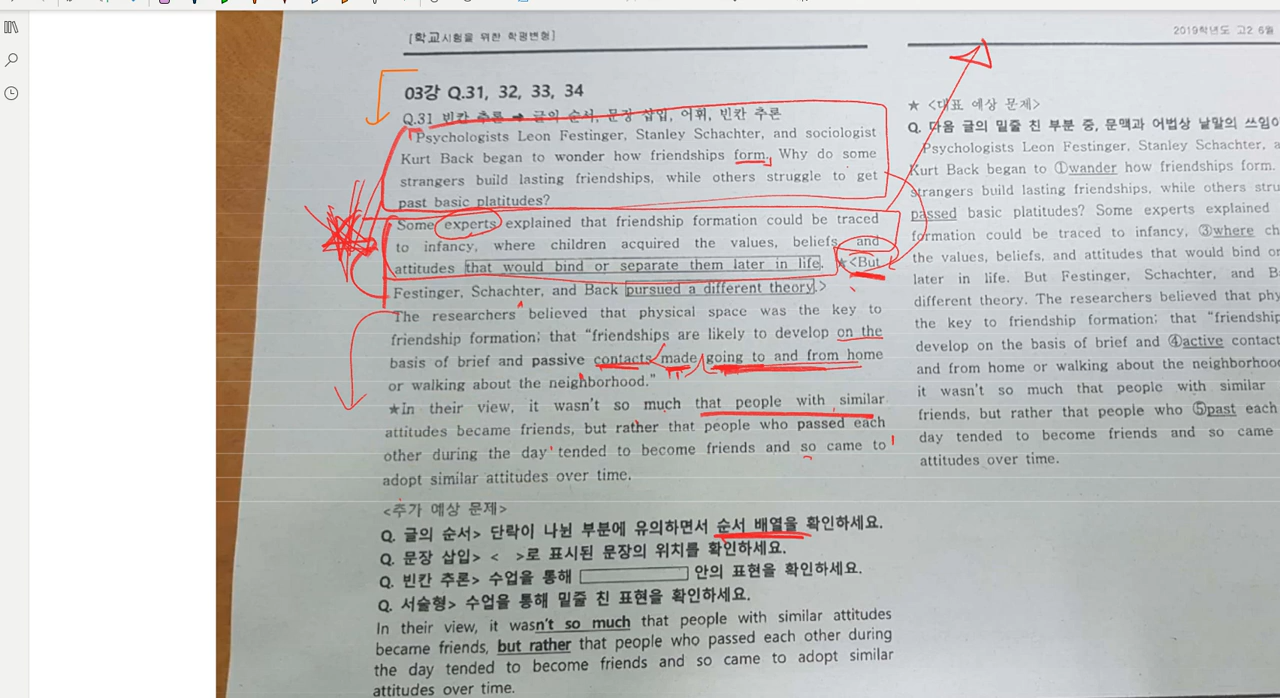 [학교시험을 위한 학평변형]
03강 Q.31, 32, 33, 34
Q.31 빈칸 추론 → 글의 순서, 문장 삽입, 어휘, 빈칸 추론
Psychologists Leon Festinger, Stanley Schachter, and sociologist
Kurt Back began to wonder how friendships form. Why do some
strangers build lasting friendships, while others struggle to get
past basic platitudes?
Some experts explained that friendship formation could be traced
to infancy, where children acquired the values, beliefs, and
attitudes that would bind or separate them later in life. ★<But
Festinger, Schachter, and Back pursued a different theory.>
The researchers believed that physical space was the key to
friendship formation; that “friendships are likely to develop on the
basis of brief and passive contacts made going to and from home
or walking about the neighborhood.”
★In their view, it wasn’t so much that people with similar
attitudes became friends, but rather that people who passed each
other during the day tended to become friends and so came to
adopt similar attitudes over time.
<추가 예상 문제>
Q. 글의 순서> 단락이 나뉜 부분에 유의하면서 순서 배열을 확인하세요.
Q. 문장 삽입> < >로 표시된 문장의 위치를 확인하세요.
Q. 빈칸 추론> 수업을 통해 안의 표현을 확인하세요.
Q. 서술형> 수업을 통해 밑줄 친 표현을 확인하세요.
In their view, it wasn't so much that people with similar attitudes
became friends, but rather that people who passed each other during
the day tended to become friends and so came to adopt similar
attitudes over time.
2019학년도 고2 6월
★ <대표 예상 문제>
Q. 다음 글의 밑줄 친 부분 중, 문맥과 어법상 낱말의 쓰임이
Psychologists Leon Festinger, Stanley Schachter,
Kurt Back began to ①wander how friendships form.
strangers build lasting friendships, while others
passed basic platitudes? Some experts explained
formation could be traced to infancy, ③where
the values, beliefs, and attitudes that would bind
later in life. But Festinger, Schachter, and
different theory. The researchers believed that
the key to friendship formation; that
develop on the basis of brief and ④active
and from home or walking about the
it wasn’t so much that people with similar
friends, but rather that people who ⑤past each
day tended to become friends and so came
attitudes over time.